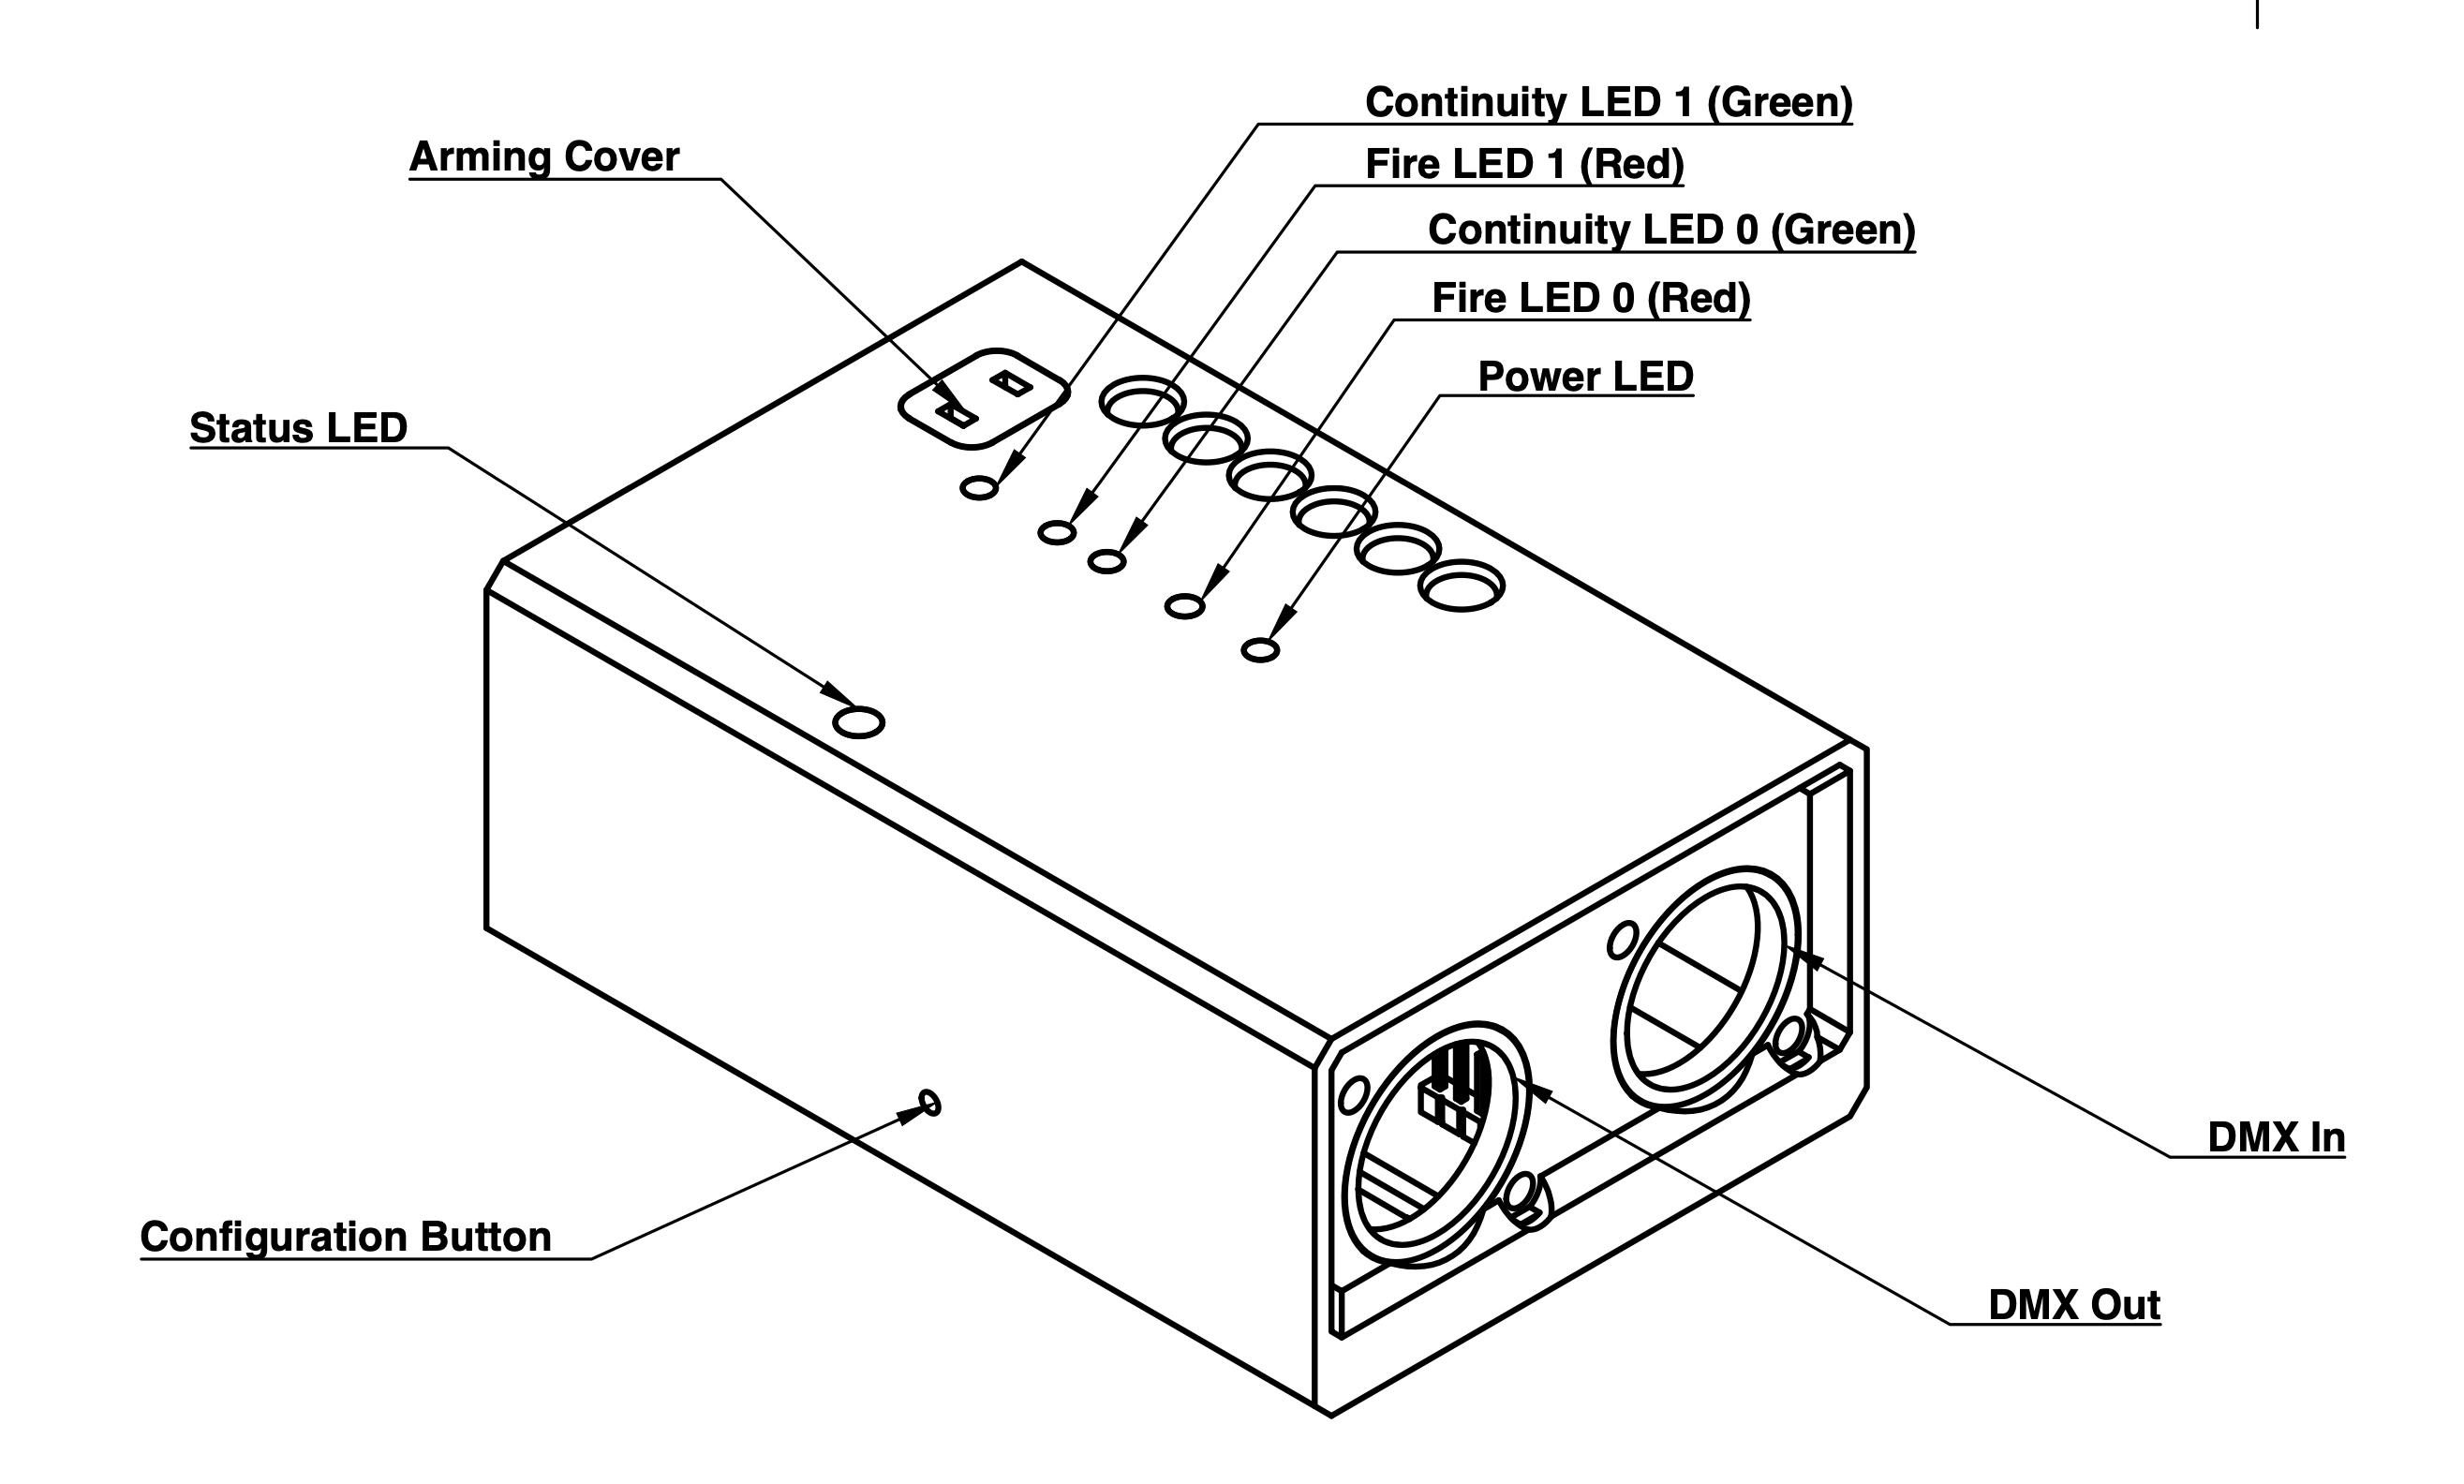 Continuity LED 1 (Green)
Arming Cover
Fire LED 1 (Red)
Continuity LED 0 (Green)
Fire LED 0 (Red)
Power LED
Status LED
DMX In
Configuration Button
DMX Out